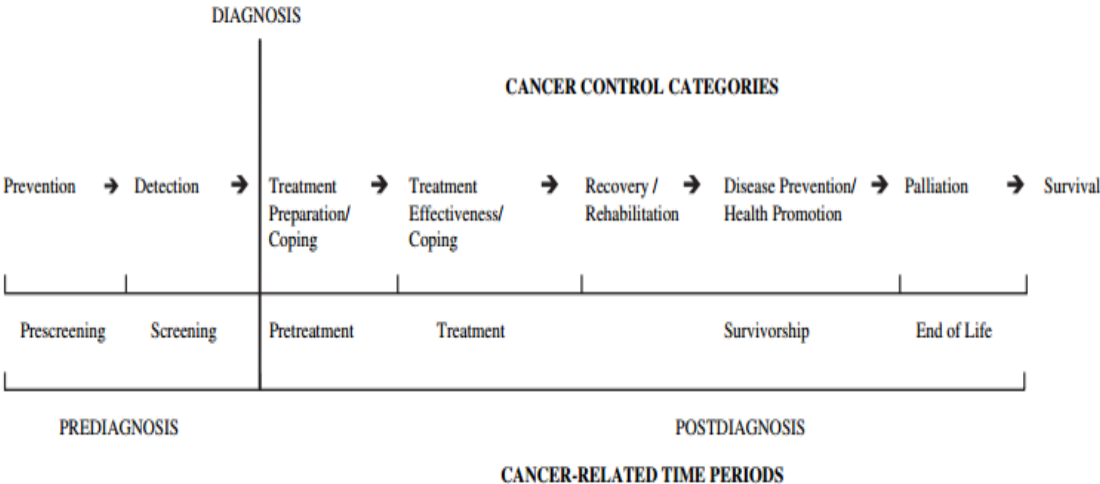 DIAGNOSIS
CANCER CONTROL CATEGORIES
Prevention → Detection → Treatment → Treatment → Recovery / → Disease Prevention/ → Palliation → Survival
Preparation/ Effectiveness/ Rehabilitation Health Promotion
Coping Coping
Prescreening Screening Pretreatment Treatment Survivorship End of Life
PREDIAGNOSIS POSTDIAGNOSIS
CANCER-RELATED TIME PERIODS